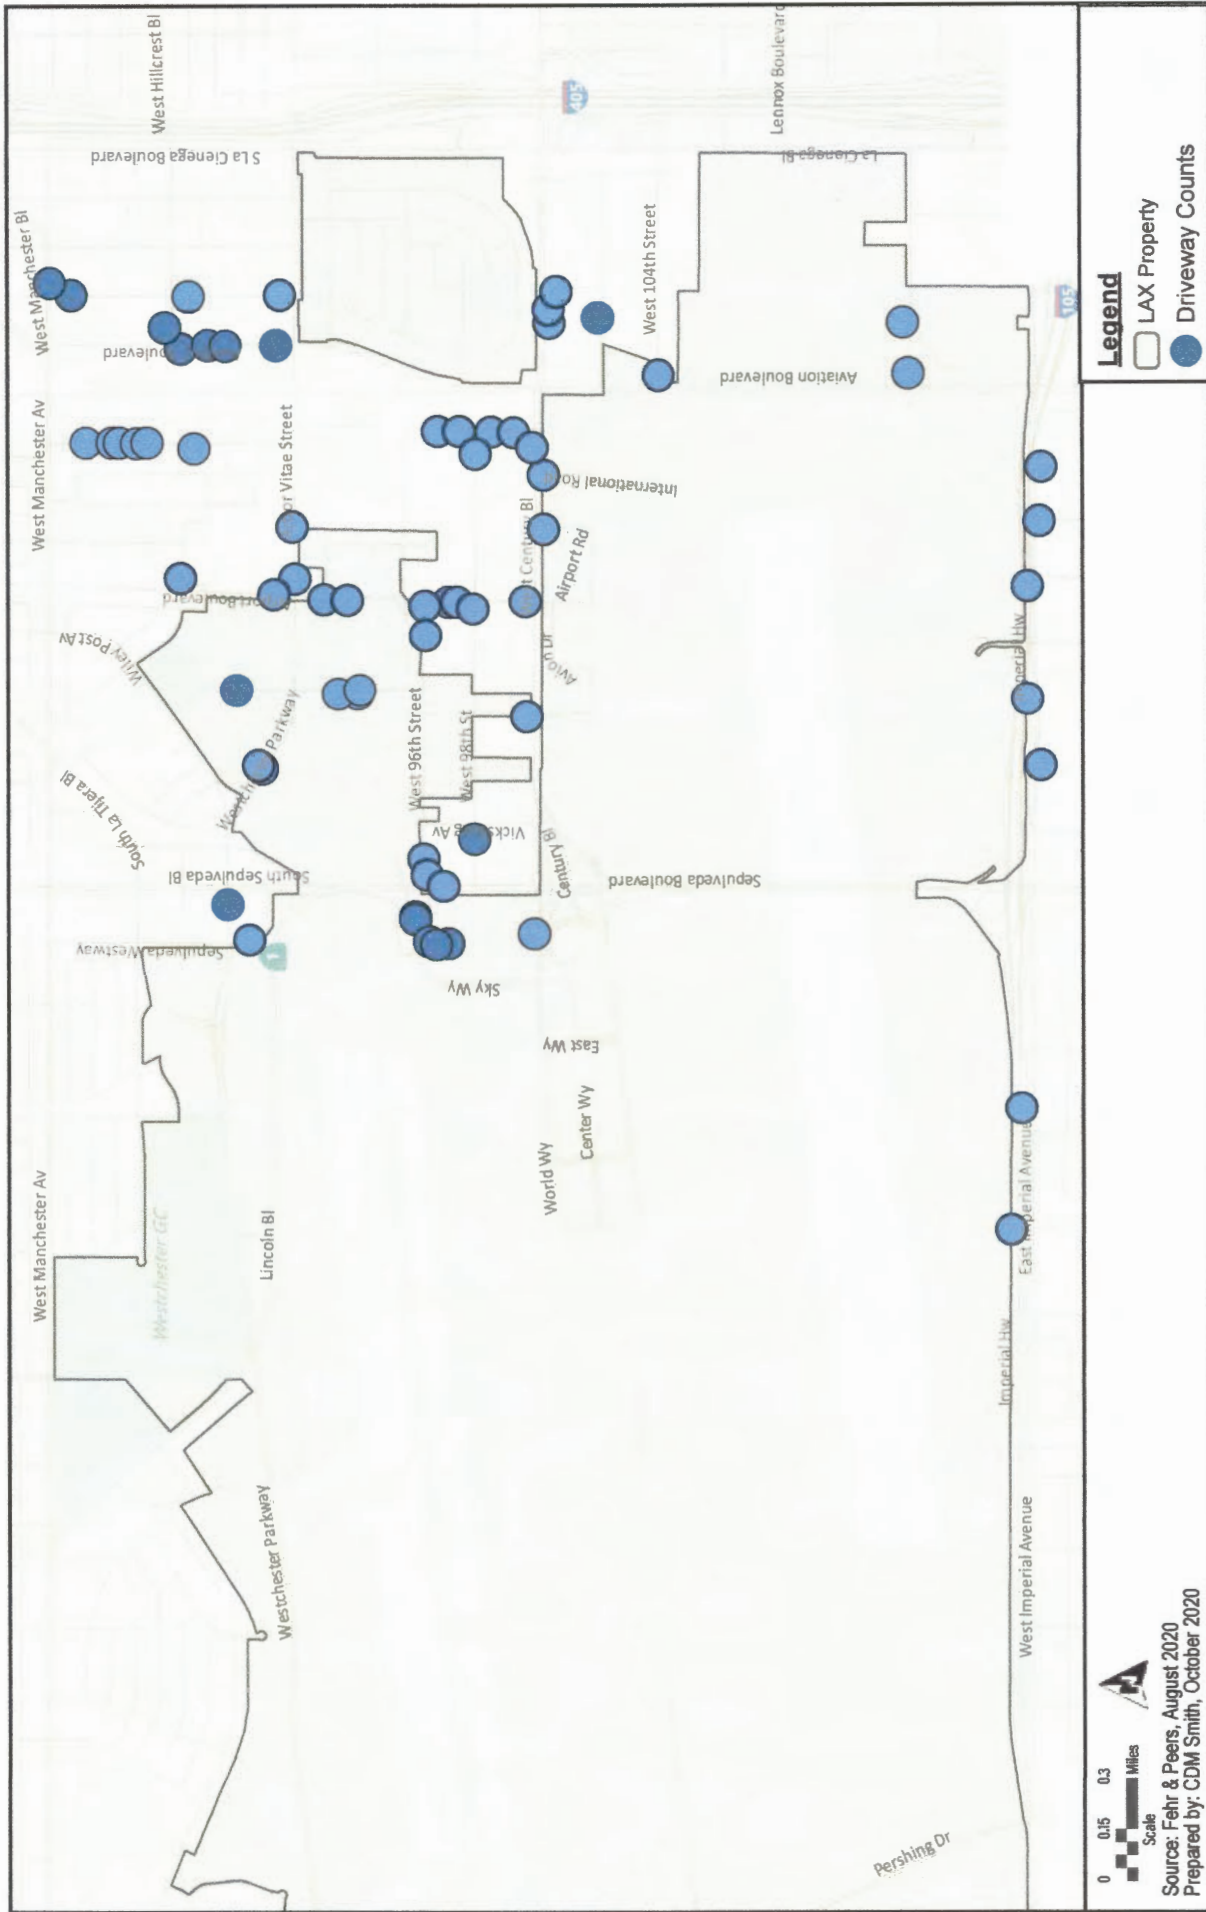 West Manchester Av
West Manchester Av
West Manchester Bl
West Hillcrest Bl
South La Tijera Bl
Wiley Post Av
Westchester GC
Sepulveda Westway
South Sepulveda Bl
Airport Boulevard
oulevard
S La Cienega Boulevard
Lincoln Bl
1
Westchester Parkway
Westchester Parkway
or Vitae Street
West 96th Street
West 98th St
Vicksburg Av
Sky Wy
World Wy
Center Wy
East Wy
Century Bl
West Century Bl
Avion Dr
Airport Rd
International Road
405
West 104th Street
Sepulveda Boulevard
Aviation Boulevard
Lennox Boulevard
La Cienega Bl
Pershing Dr
West Imperial Avenue
Imperial Hw
East Imperial Avenue
perial Hw
105
0 0.15 0.3
Miles
Scale
N
Source: Fehr & Peers, August 2020
Prepared by: CDM Smith, October 2020
Legend
LAX Property
Driveway Counts